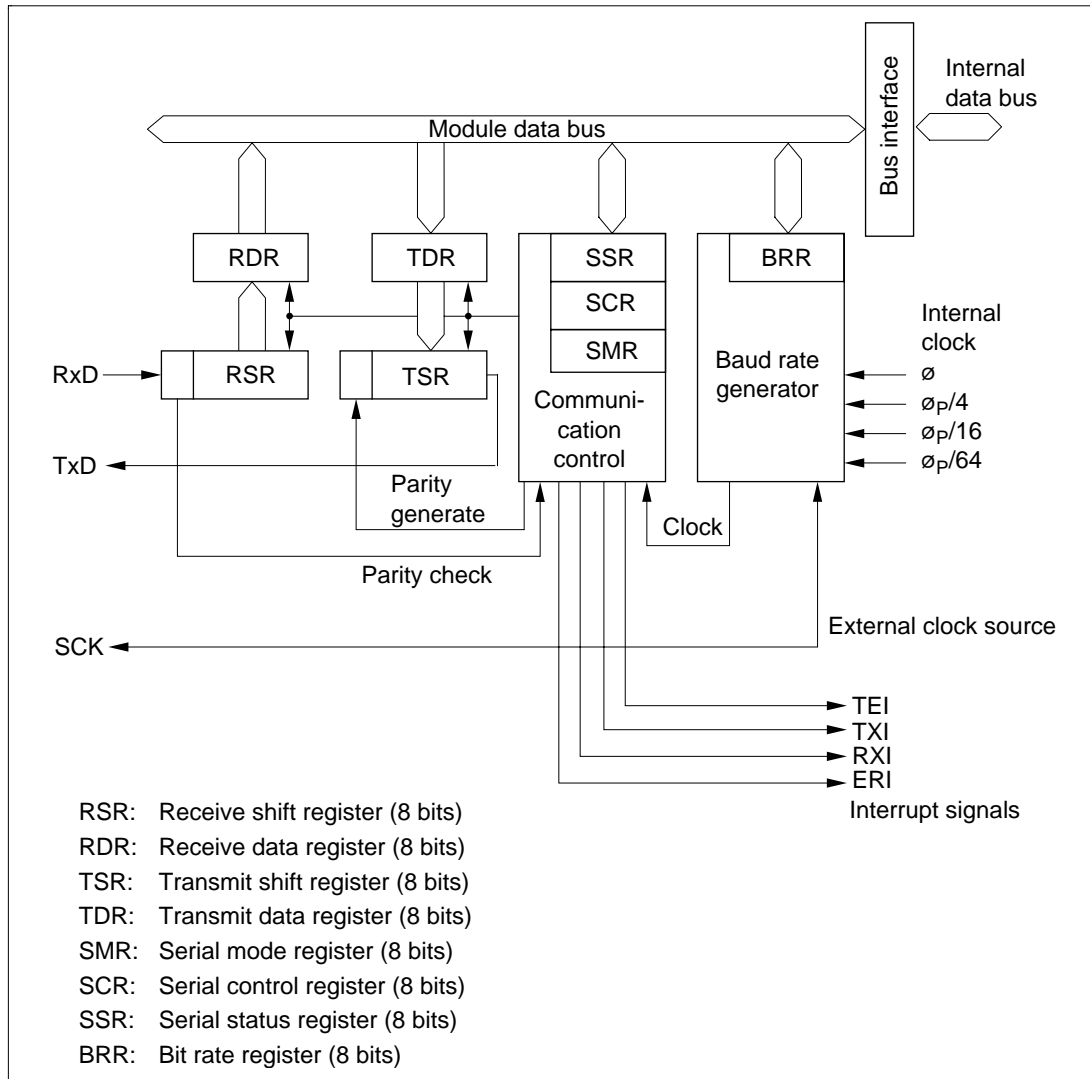 Bus interface
Internal
data bus
Module data bus
RDR
TDR
SSR
BRR
SCR
SMR
Internal
clock
RxD
RSR
TSR
Baud rate
generator
ø
øP/4
øP/16
øP/64
Communi-
cation
control
TxD
Parity
generate
Clock
Parity check
External clock source
SCK
TEI
TXI
RXI
ERI
Interrupt signals
RSR: Receive shift register (8 bits)
RDR: Receive data register (8 bits)
TSR: Transmit shift register (8 bits)
TDR: Transmit data register (8 bits)
SMR: Serial mode register (8 bits)
SCR: Serial control register (8 bits)
SSR: Serial status register (8 bits)
BRR: Bit rate register (8 bits)